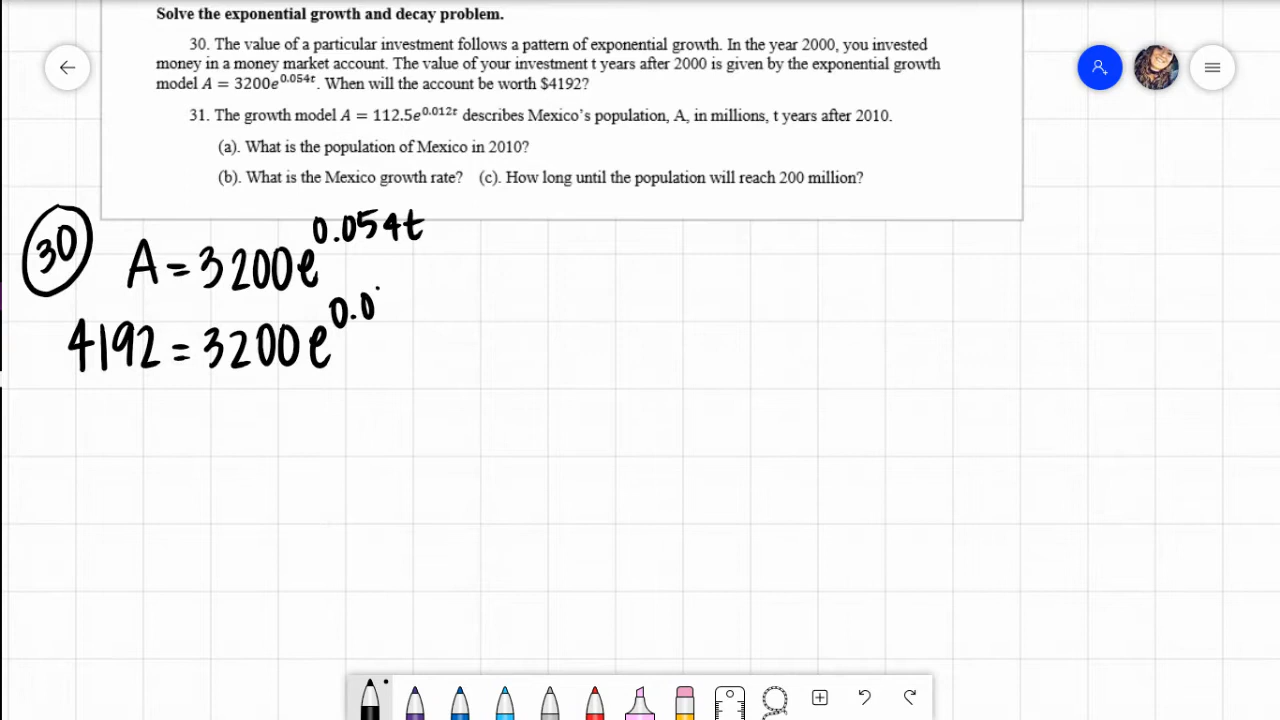 Solve the exponential growth and decay problem.
30. The value of a particular investment follows a pattern of exponential growth. In the year 2000, you invested
money in a money market account. The value of your investment t years after 2000 is given by the exponential growth
model A = 3200e^0.054t. When will the account be worth $4192?
31. The growth model A = 112.5e^0.012t describes Mexico's population, A, in millions, t years after 2010.
(a). What is the population of Mexico in 2010?
(b). What is the Mexico growth rate? (c). How long until the population will reach 200 million?
30 A = 3200e^0.054t
4192 = 3200e^0.0